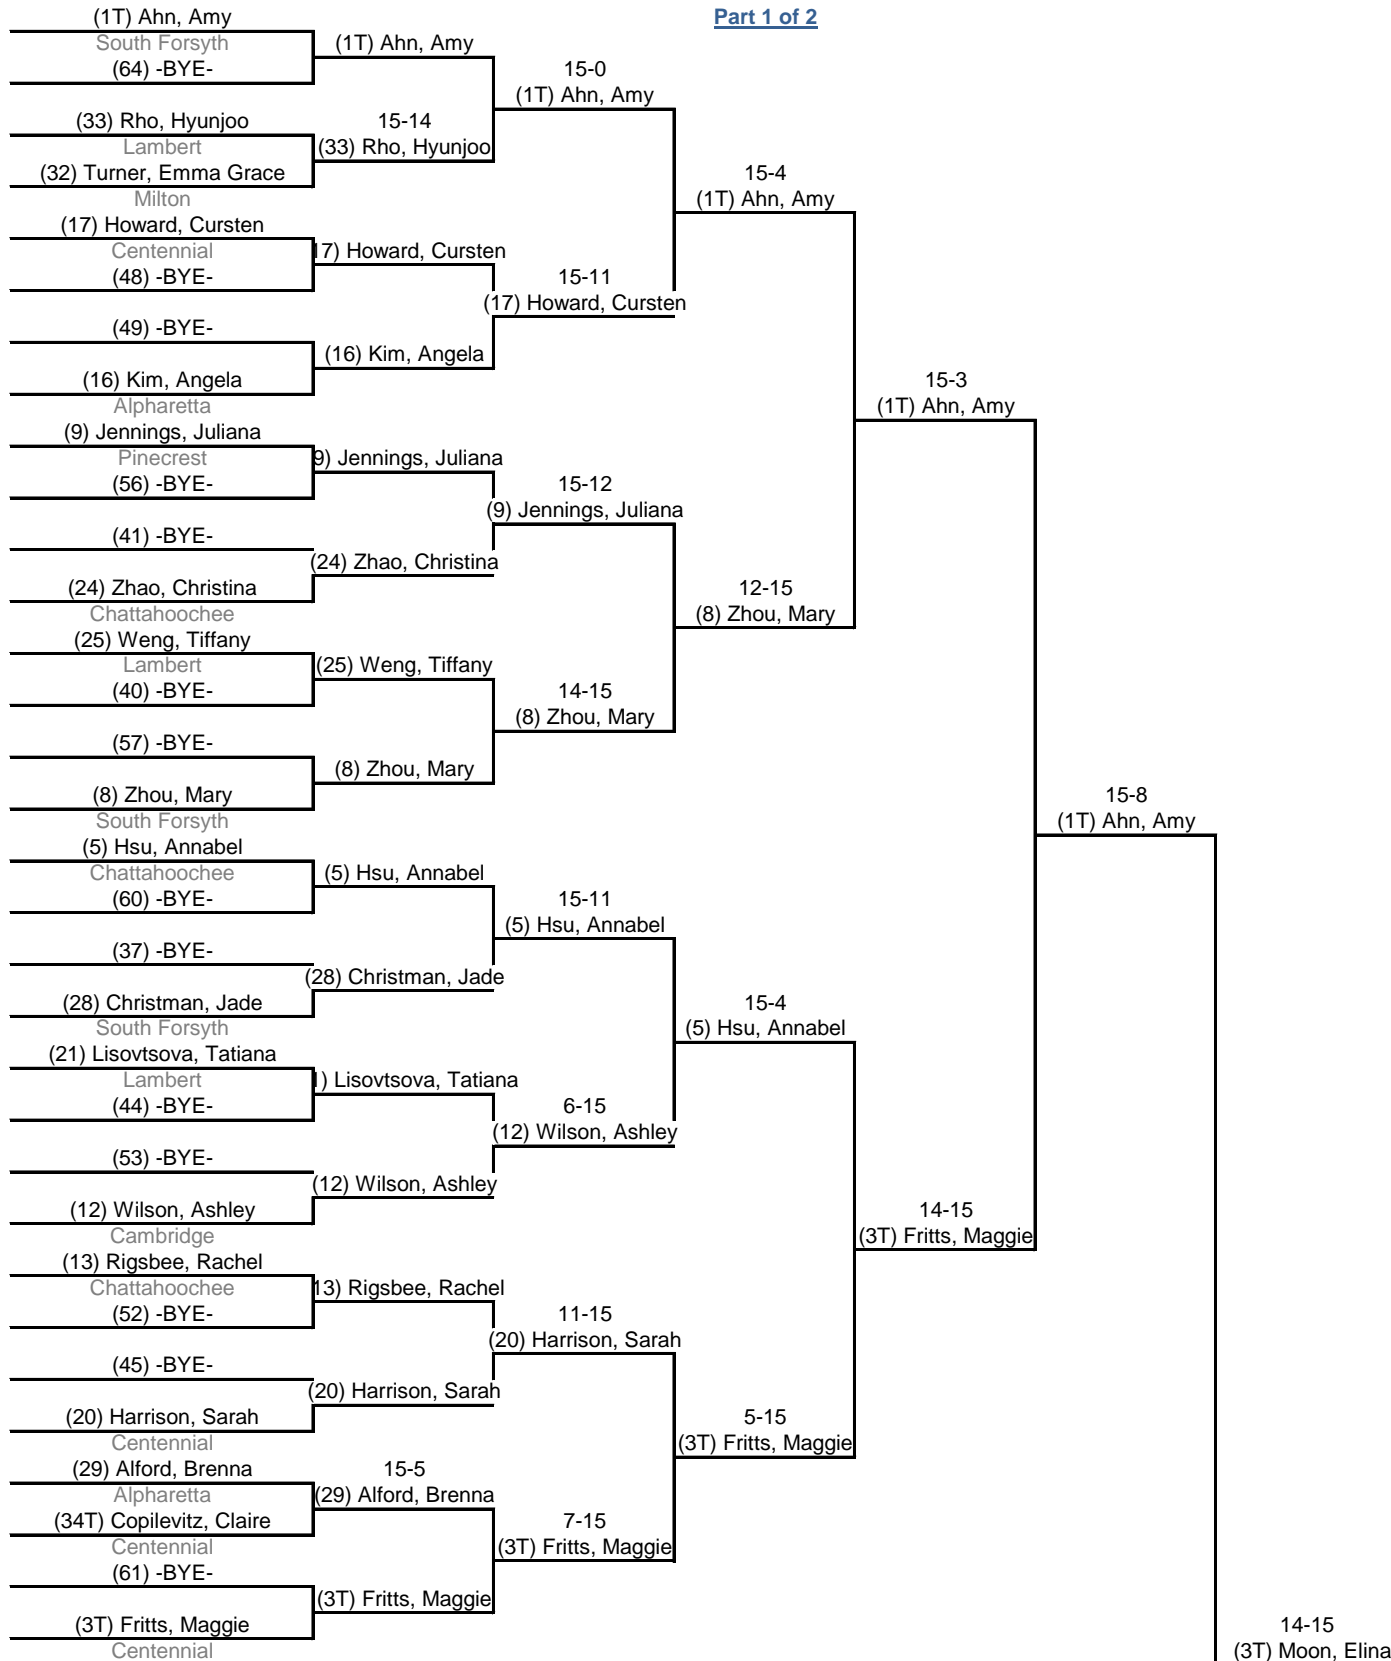 Part 1 of 2
(1T) Ahn, Amy
South Forsyth
(64) -BYE-
(33) Rho, Hyunjoo
Lambert
(32) Turner, Emma Grace
Milton
(17) Howard, Cursten
Centennial
(48) -BYE-
(49) -BYE-
(16) Kim, Angela
Alpharetta
(9) Jennings, Juliana
Pinecrest
(56) -BYE-
(41) -BYE-
(24) Zhao, Christina
Chattahoochee
(25) Weng, Tiffany
Lambert
(40) -BYE-
(57) -BYE-
(8) Zhou, Mary
South Forsyth
(5) Hsu, Annabel
Chattahoochee
(60) -BYE-
(37) -BYE-
(28) Christman, Jade
South Forsyth
(21) Lisovtsova, Tatiana
Lambert
(44) -BYE-
(53) -BYE-
(12) Wilson, Ashley
Cambridge
(13) Rigsbee, Rachel
Chattahoochee
(52) -BYE-
(45) -BYE-
(20) Harrison, Sarah
Centennial
(29) Alford, Brenna
Alpharetta
(34T) Copilevitz, Claire
Centennial
(61) -BYE-
(3T) Fritts, Maggie
Centennial
(1T) Ahn, Amy
15-14
(33) Rho, Hyunjoo
17) Howard, Cursten
(16) Kim, Angela
9) Jennings, Juliana
(24) Zhao, Christina
(25) Weng, Tiffany
(8) Zhou, Mary
(5) Hsu, Annabel
(28) Christman, Jade
1) Lisovtsova, Tatiana
(12) Wilson, Ashley
13) Rigsbee, Rachel
(20) Harrison, Sarah
15-5
(29) Alford, Brenna
(3T) Fritts, Maggie
15-0
(1T) Ahn, Amy
15-11
(17) Howard, Cursten
15-12
(9) Jennings, Juliana
14-15
(8) Zhou, Mary
15-11
(5) Hsu, Annabel
6-15
(12) Wilson, Ashley
11-15
(20) Harrison, Sarah
7-15
(3T) Fritts, Maggie
15-4
(1T) Ahn, Amy
12-15
(8) Zhou, Mary
15-4
(5) Hsu, Annabel
5-15
(3T) Fritts, Maggie
15-3
(1T) Ahn, Amy
14-15
(3T) Fritts, Maggie
15-8
(1T) Ahn, Amy
14-15
(3T) Moon, Elina